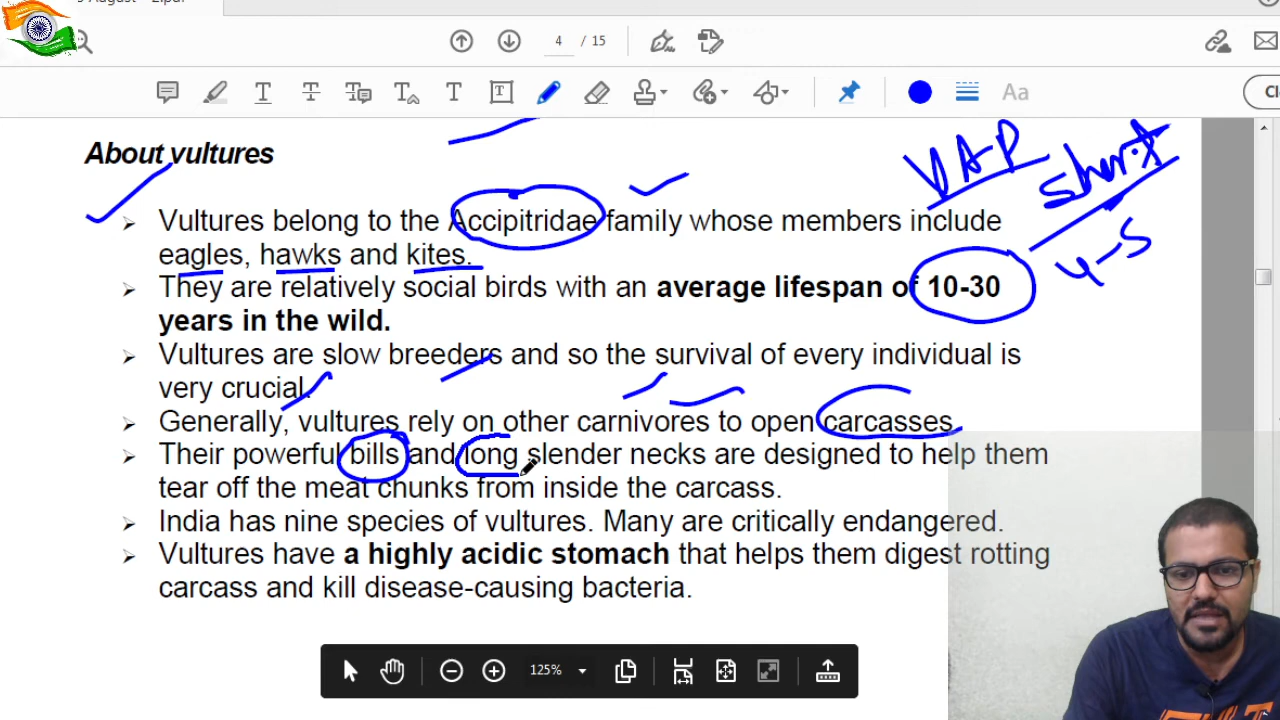 4 / 15
Aa
About vultures
VAP
Short
4-5
Vultures belong to the Accipitridae family whose members include
eagles, hawks and kites.
They are relatively social birds with an average lifespan of 10-30
years in the wild.
Vultures are slow breeders and so the survival of every individual is
very crucial.
Generally, vultures rely on other carnivores to open carcasses.
Their powerful bills and long slender necks are designed to help them
tear off the meat chunks from inside the carcass.
India has nine species of vultures. Many are critically endangered.
Vultures have a highly acidic stomach that helps them digest rotting
carcass and kill disease-causing bacteria.
125%